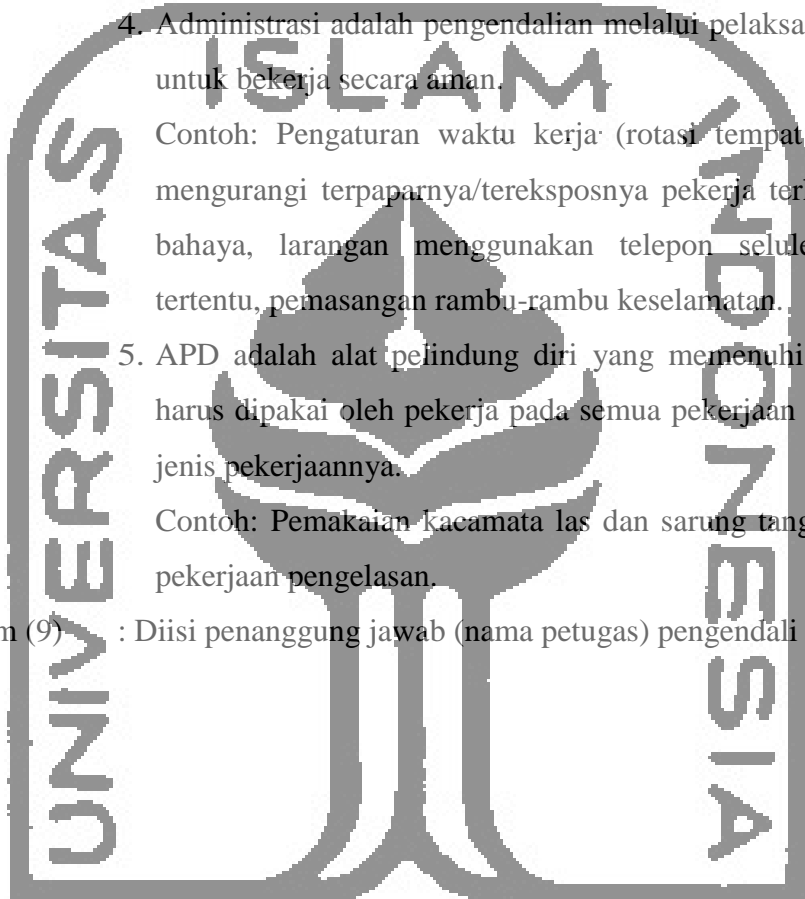 ISLAM
UNIVERSITAS
INDONESIA
4. Administrasi adalah pengendalian melalui pelaksa
untuk bekerja secara aman.
Contoh: Pengaturan waktu kerja (rotasi tempat
mengurangi terpaparnya/tereksposnya pekerja ter
bahaya, larangan menggunakan telepon selule
tertentu, pemasangan rambu-rambu keselamatan.
5. APD adalah alat pelindung diri yang memenuhi
harus dipakai oleh pekerja pada semua pekerjaan
jenis pekerjaannya.
Contoh: Pemakaian kacamata las dan sarung tang
pekerjaan pengelasan.
m (9) : Diisi penanggung jawab (nama petugas) pengendali